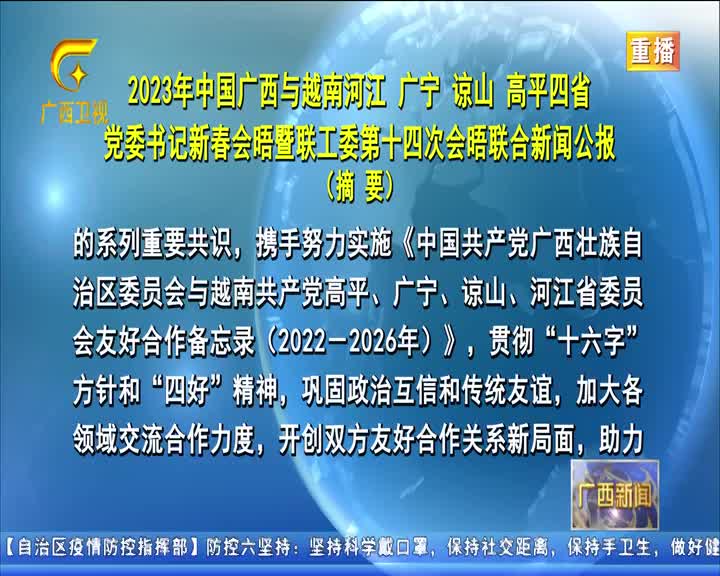 重播
广西卫视
2023年中国广西与越南河江 广宁 谅山 高平四省
党委书记新春会晤暨联工委第十四次会晤联合新闻公报
(摘 要)
的系列重要共识，携手努力实施《中国共产党广西壮族自
治区委员会与越南共产党高平、广宁、谅山、河江省委员
会友好合作备忘录（2022－2026年）》，贯彻“十六字”
方针和“四好”精神，巩固政治互信和传统友谊，加大各
领域交流合作力度，开创双方友好合作关系新局面，助力
广西新闻
【自治区疫情防控指挥部】防控六坚持：坚持科学戴口罩，保持社交距离，保持手卫生，做好健